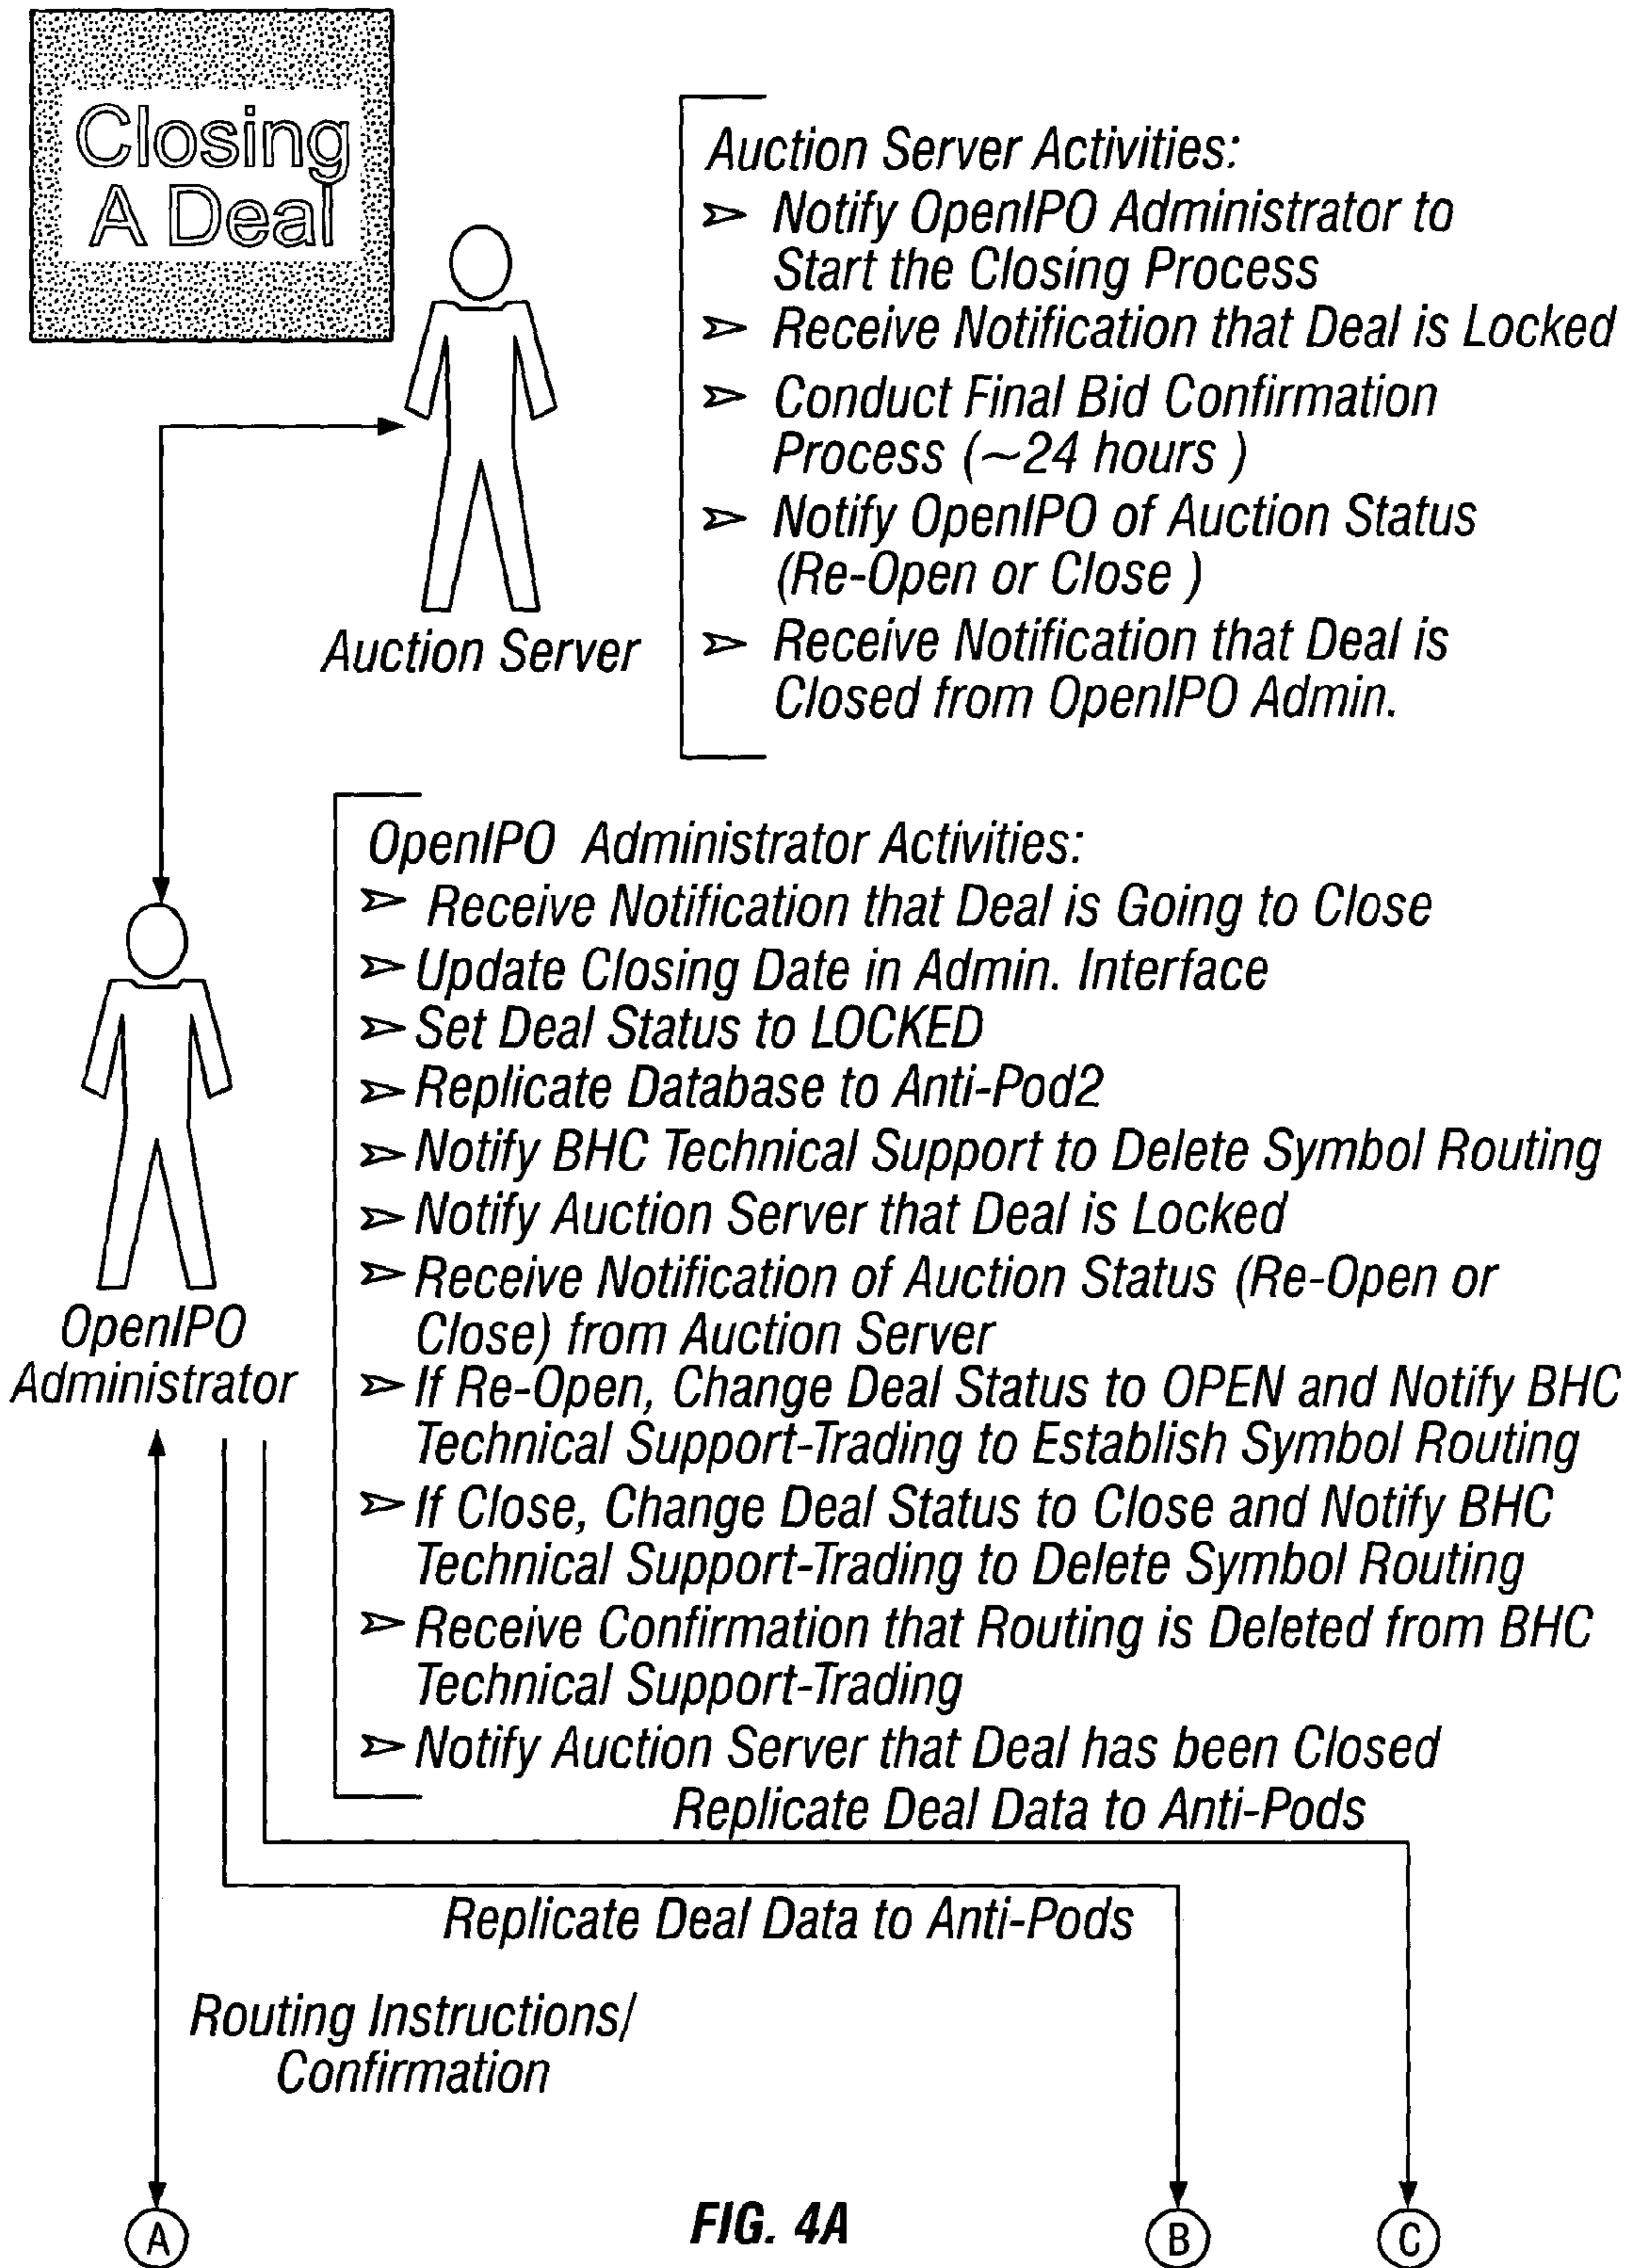 Closing
A Deal
Auction Server Activities:
➢ Notify OpenIPO Administrator to
Start the Closing Process
➢ Receive Notification that Deal is Locked
➢ Conduct Final Bid Confirmation
Process (~24 hours )
➢ Notify OpenIPO of Auction Status
(Re-Open or Close )
➢ Receive Notification that Deal is
Closed from OpenIPO Admin.
Auction Server
OpenIPO Administrator Activities:
➢ Receive Notification that Deal is Going to Close
➢ Update Closing Date in Admin. Interface
➢ Set Deal Status to LOCKED
➢ Replicate Database to Anti-Pod2
➢ Notify BHC Technical Support to Delete Symbol Routing
➢ Notify Auction Server that Deal is Locked
➢ Receive Notification of Auction Status (Re-Open or
Close) from Auction Server
➢ If Re-Open, Change Deal Status to OPEN and Notify BHC
Technical Support-Trading to Establish Symbol Routing
➢ If Close, Change Deal Status to Close and Notify BHC
Technical Support-Trading to Delete Symbol Routing
➢ Receive Confirmation that Routing is Deleted from BHC
Technical Support-Trading
➢ Notify Auction Server that Deal has been Closed
OpenIPO
Administrator
Replicate Deal Data to Anti-Pods
Replicate Deal Data to Anti-Pods
Routing Instructions/
Confirmation
A
FIG. 4A
B
C